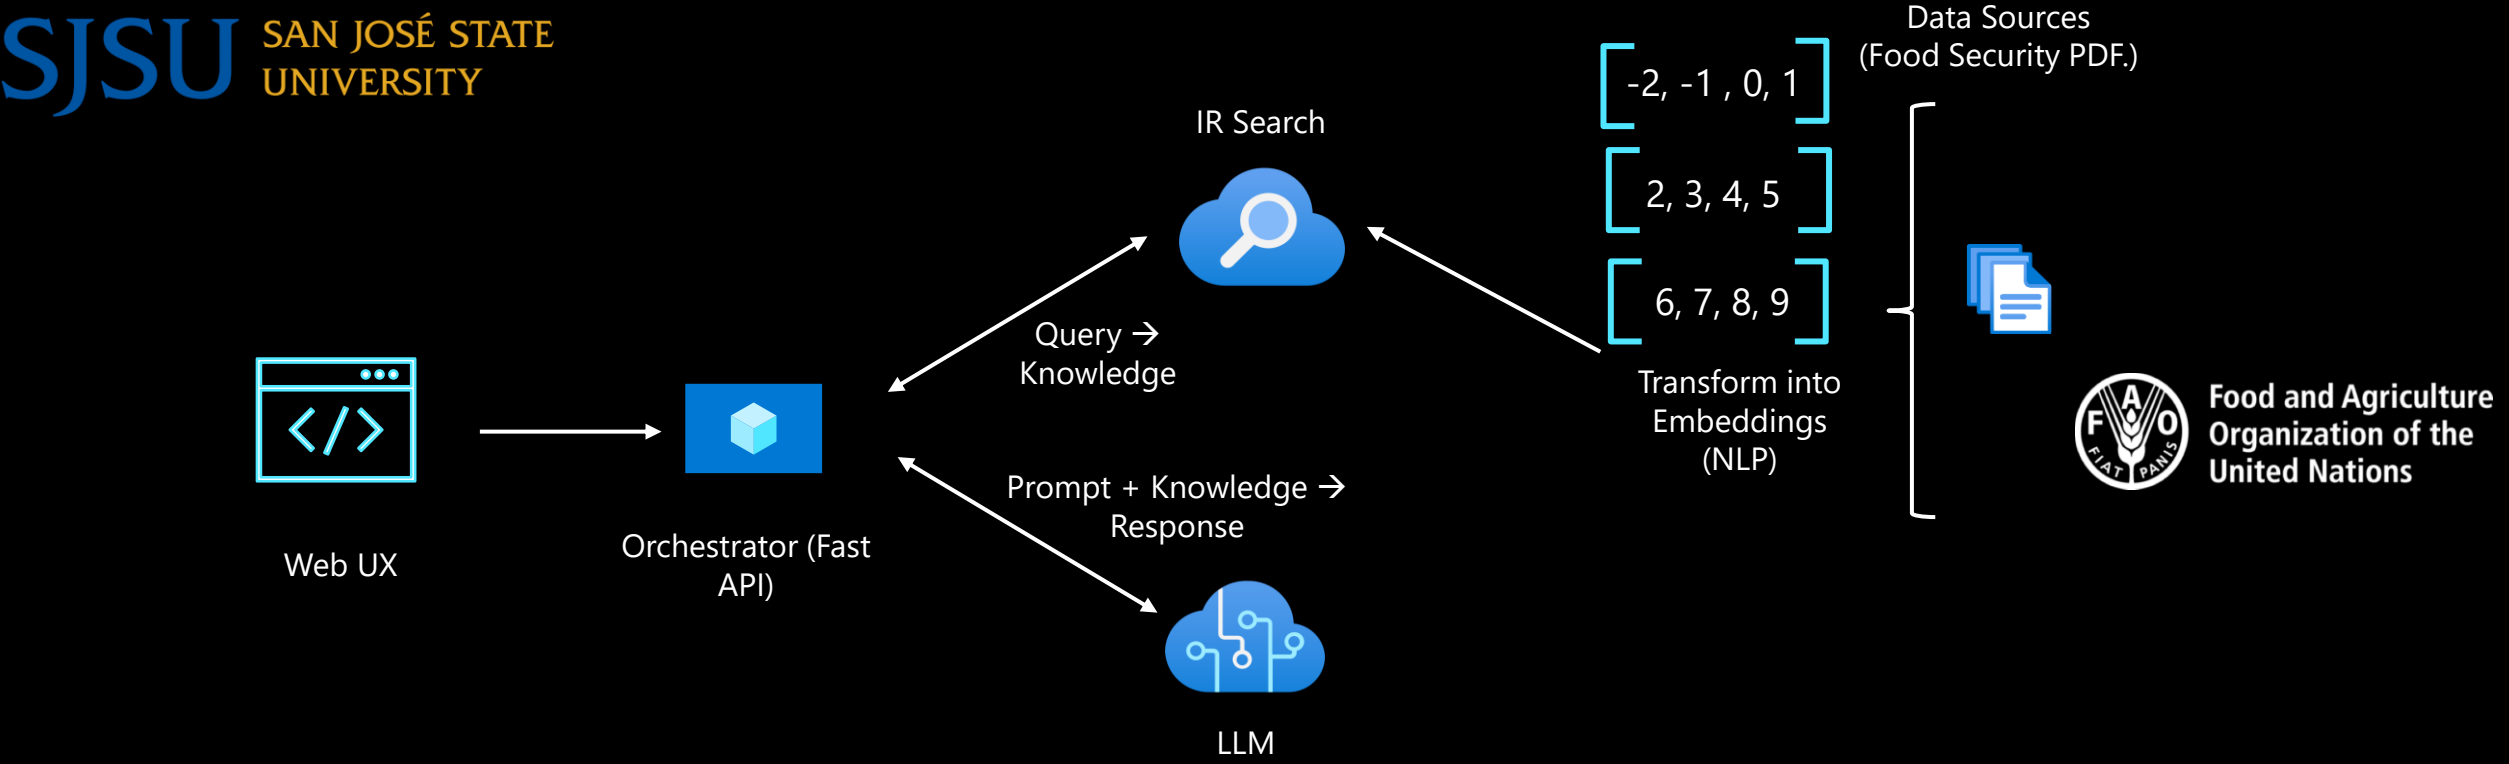 SJSU
SAN JOSÉ STATE
UNIVERSITY
Data Sources
(Food Security PDF.)
-2, -1 , 0, 1
IR Search
2, 3, 4, 5
6, 7, 8, 9
Query →
Knowledge
Transform into
Embeddings
(NLP)
</>
Food and Agriculture
Organization of the
United Nations
F A O
FIAT PANIS
Prompt + Knowledge →
Response
Web UX
Orchestrator (Fast
API)
LLM